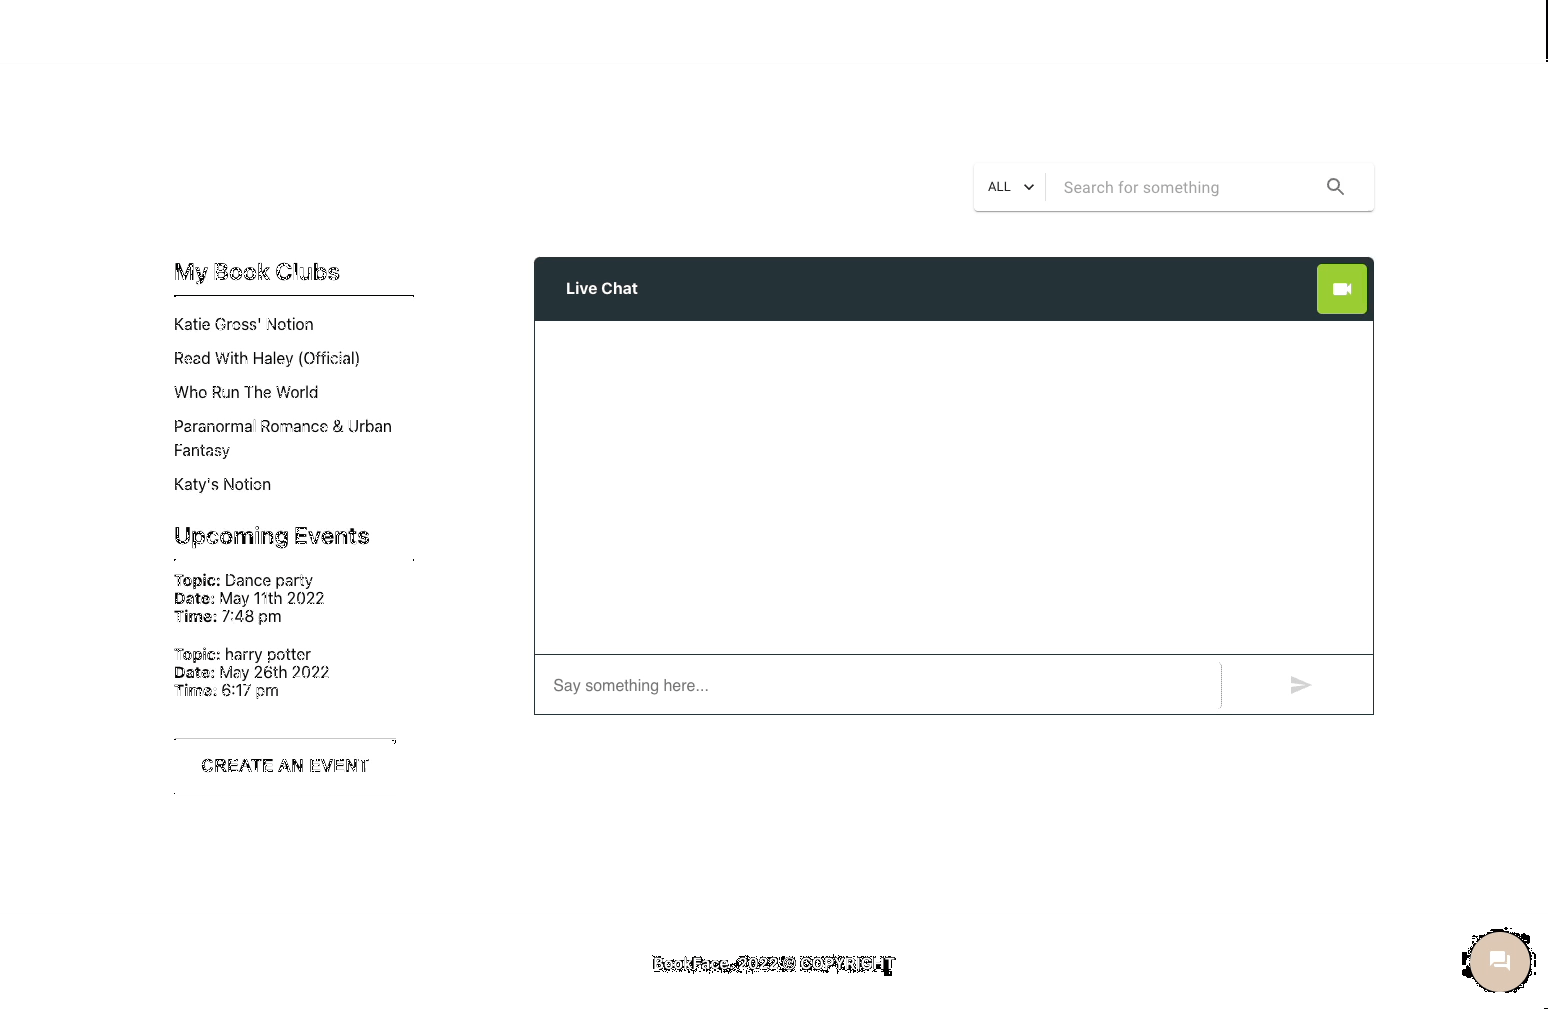 ALL
Search for something
My Book Clubs
Live Chat
Katie Gross' Notion
Read With Haley (Official)
Who Run The World
Paranormal Romance & Urban
Fantasy
Katy's Notion
Upcoming Events
Topic: Dance party
Date: May 11th 2022
Time: 7:48 pm
Topic: harry potter
Date: May 26th 2022
Time: 6:17 pm
Say something here...
CREATE AN EVENT
BookFace, 2022 © COPYRIGHT